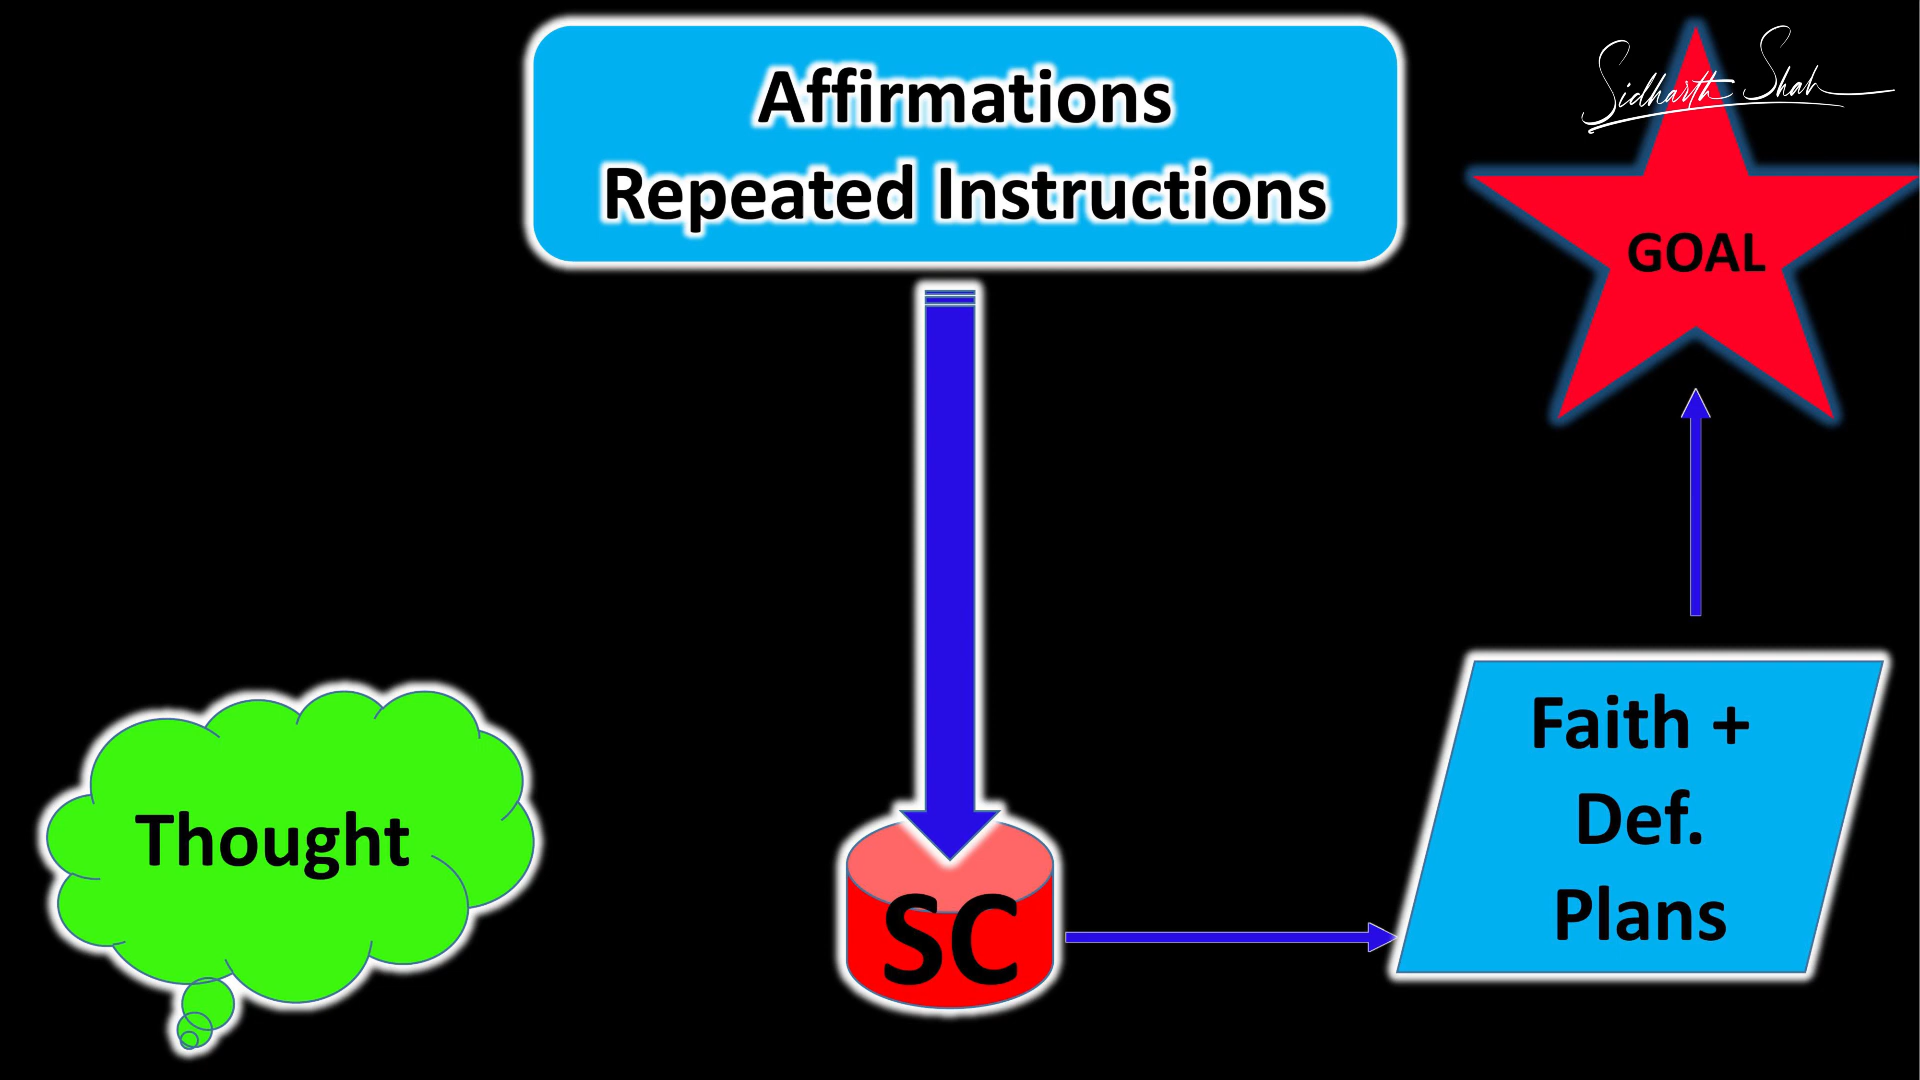 Affirmations
Repeated Instructions
Sidharth Shah
GOAL
Thought
SC
Faith +
Def.
Plans